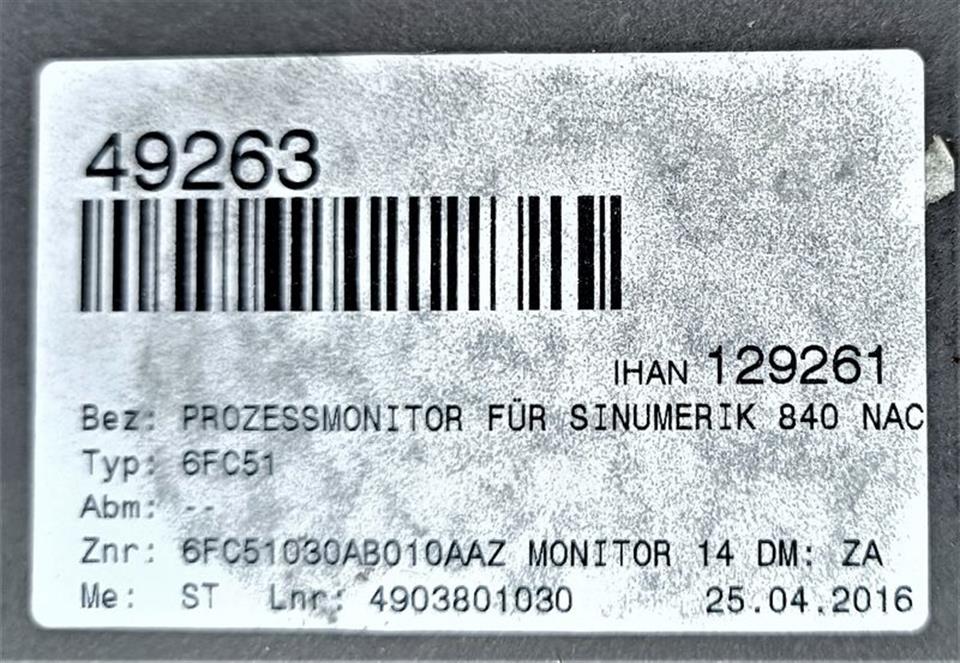 49263
IHAN 129261
Bez: PROZESSMONITOR FÜR SINUMERIK 840 NAC
Typ: 6FC51
Abm: --
Znr: 6FC51030AB010AAZ MONITOR 14 DM: ZA
Me: ST Lnr: 4903801030 25.04.2016